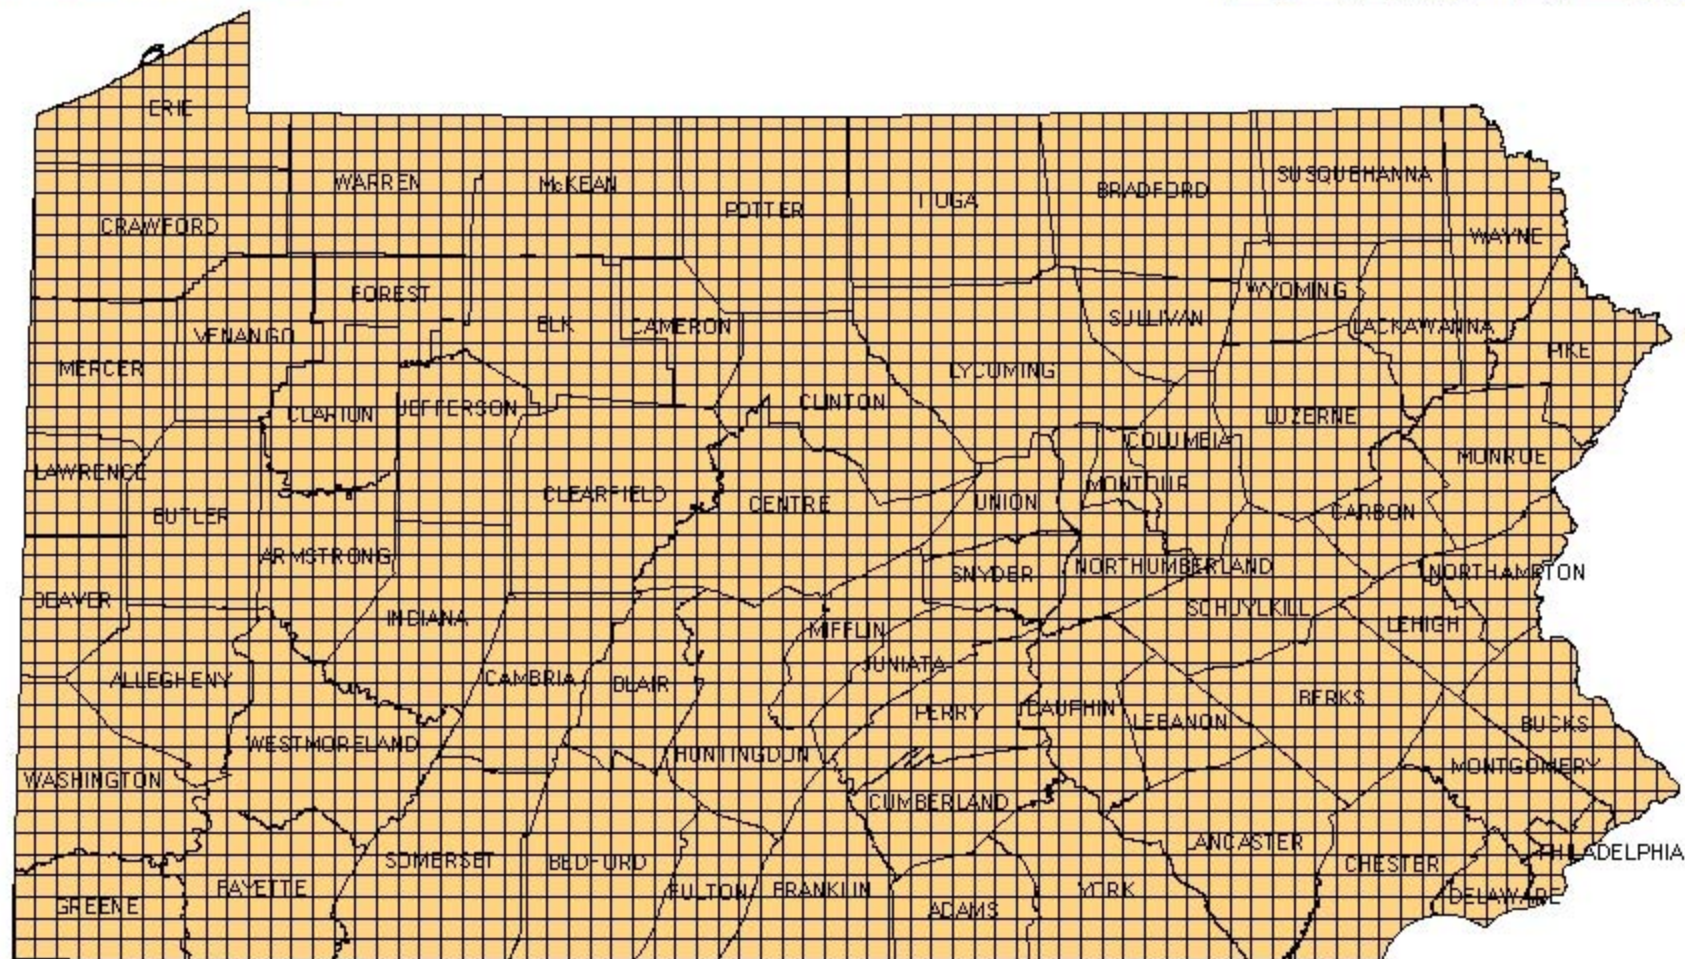 ERIE
WARREN
McKEAN
SUSQUEHANNA
BRADFORD
TIOGA
POTTER
CRAWFORD
WAYNE
FOREST
WYOMING
SULLIVAN
VENANGO
ELK
CAMERON
LACKAWANNA
PIKE
MERCER
LYCOMING
CLARION
JEFFERSON
CLINTON
LUZERNE
COLUMBIA
MONROE
LAWRENCE
MONTOUR
CLEARFIELD
CENTRE
UNION
CARBON
BUTLER
ARMSTRONG
SNYDER
NORTHUMBERLAND
NORTHAMPTON
BEAVER
INDIANA
SCHUYLKILL
LEHIGH
MIFFLIN
JUNIATA
ALLEGHENY
CAMBRIA
BLAIR
BERKS
PERRY
DAUPHIN
LEBANON
BUCKS
WESTMORELAND
HUNTINGDON
MONTGOMERY
WASHINGTON
CUMBERLAND
LANCASTER
PHILADELPHIA
SOMERSET
BEDFORD
CHESTER
FAYETTE
FULTON
FRANKLIN
YORK
DELAWARE
GREENE
ADAMS